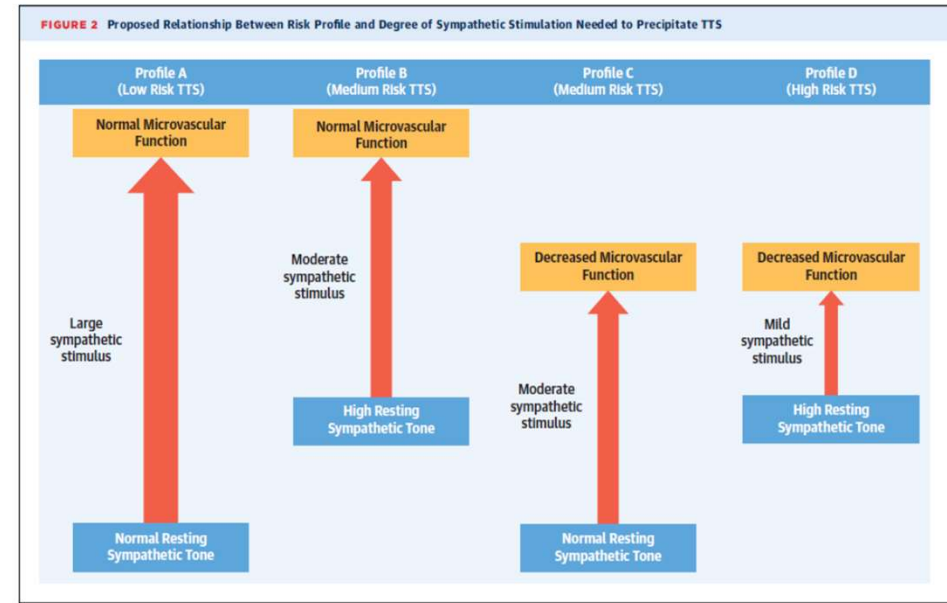 FIGURE 2 Proposed Relationship Between Risk Profile and Degree of Sympathetic Stimulation Needed to Precipitate TTS
Profile A
(Low Risk TTS)
Profile B
(Medium Risk TTS)
Profile C
(Medium Risk TTS)
Profile D
(High Risk TTS)
Normal Microvascular
Function
Large
sympathetic
stimulus
Normal Resting
Sympathetic Tone
Normal Microvascular
Function
Moderate
sympathetic
stimulus
High Resting
Sympathetic Tone
Decreased Microvascular
Function
Moderate
sympathetic
stimulus
Normal Resting
Sympathetic Tone
Decreased Microvascular
Function
Mild
sympathetic
stimulus
High Resting
Sympathetic Tone